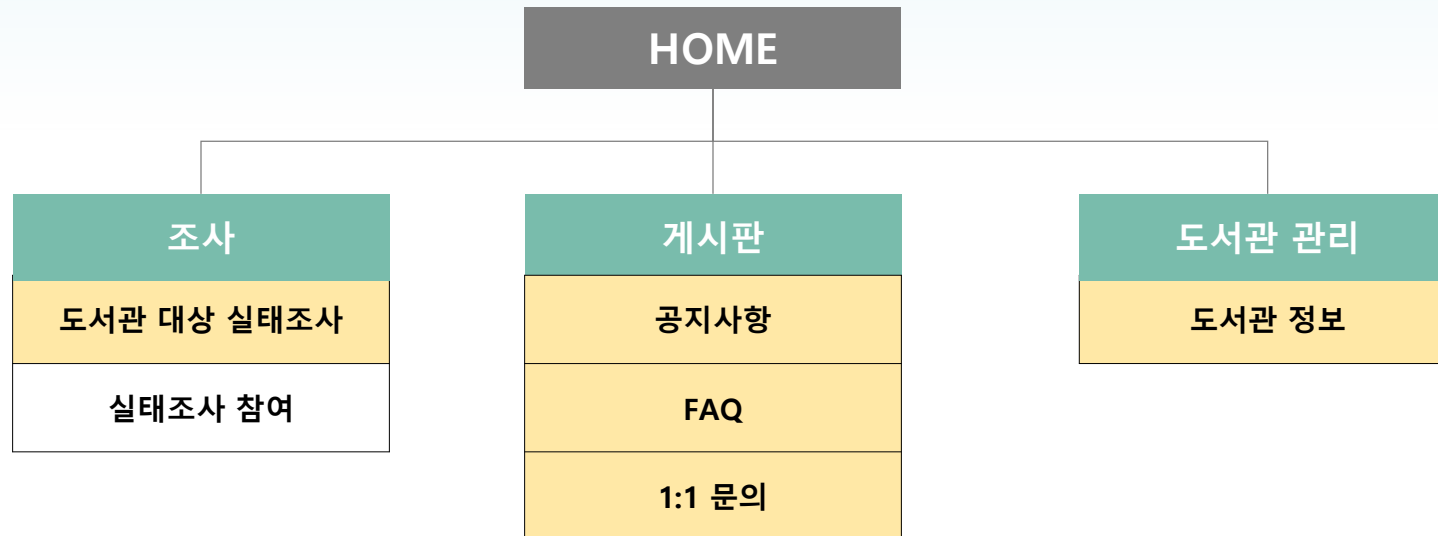 HOME
조사
도서관 대상 실태조사
실태조사 참여
게시판
공지사항
FAQ
1:1 문의
도서관 관리
도서관 정보